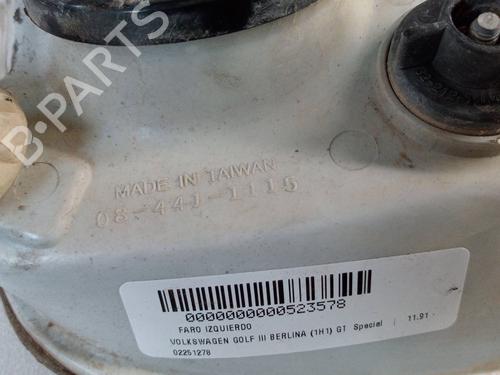 B-PARTS
MADE IN TAIWAN
08-441-1115
0000000000523578
FARO IZQUIERDO
VOLKSWAGEN GOLF III BERLINA (1H1) GT Special | 11.91 -
02251278